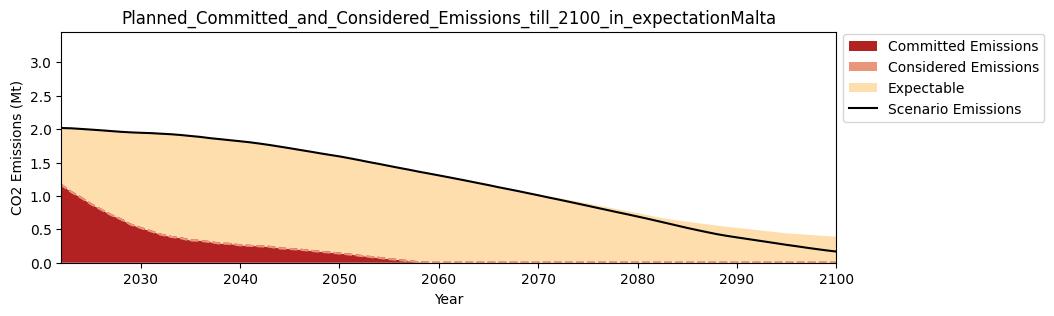 Planned_Committed_and_Considered_Emissions_till_2100_in_expectationMalta
Committed Emissions
Considered Emissions
Expectable
Scenario Emissions
CO2 Emissions (Mt)
3.0
2.5
2.0
1.5
1.0
0.5
0.0
2030 2040 2050 2060 2070 2080 2090 2100
Year